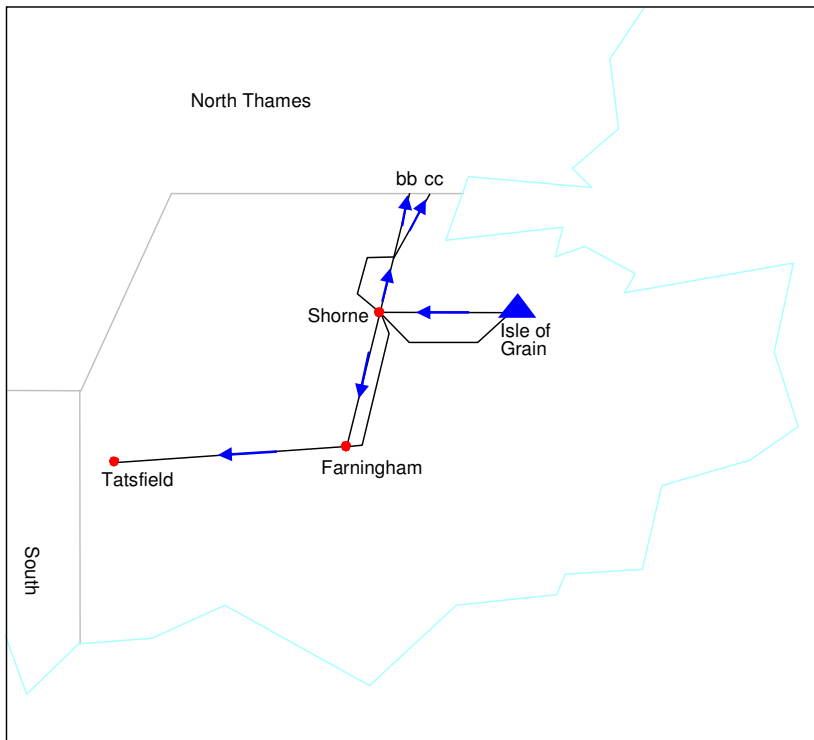 North Thames
bb cc
Shorne
Isle of
Grain
Farningham
Tatsfield
South